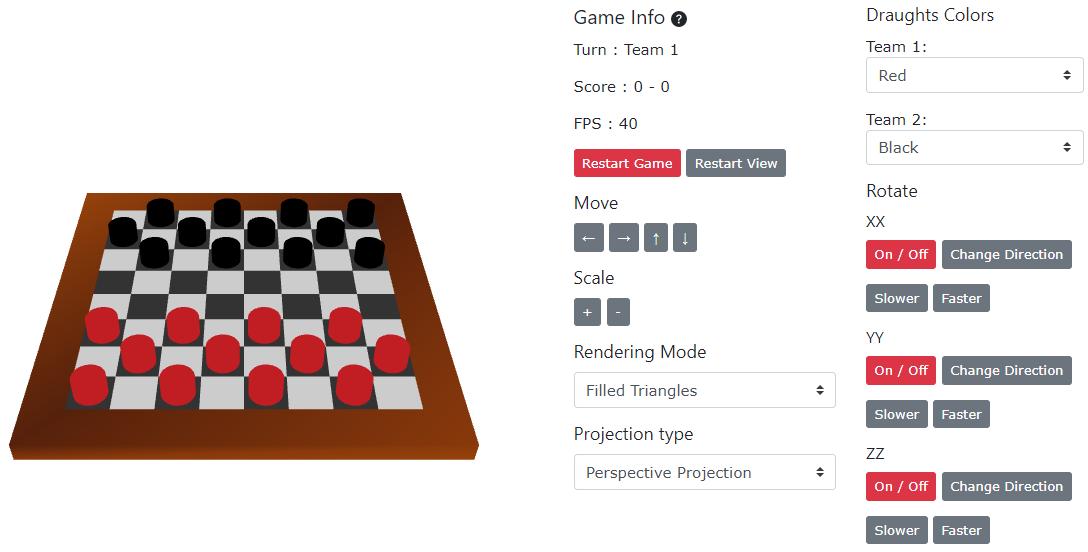 Game Info ?
Turn : Team 1
Score : 0 - 0
FPS : 40
Restart Game Restart View
Move
← → ↑ ↓
Scale
+ -
Rendering Mode
Filled Triangles
Projection type
Perspective Projection
Draughts Colors
Team 1:
Red
Team 2:
Black
Rotate
XX
On / Off Change Direction
Slower Faster
YY
On / Off Change Direction
Slower Faster
ZZ
On / Off Change Direction
Slower Faster